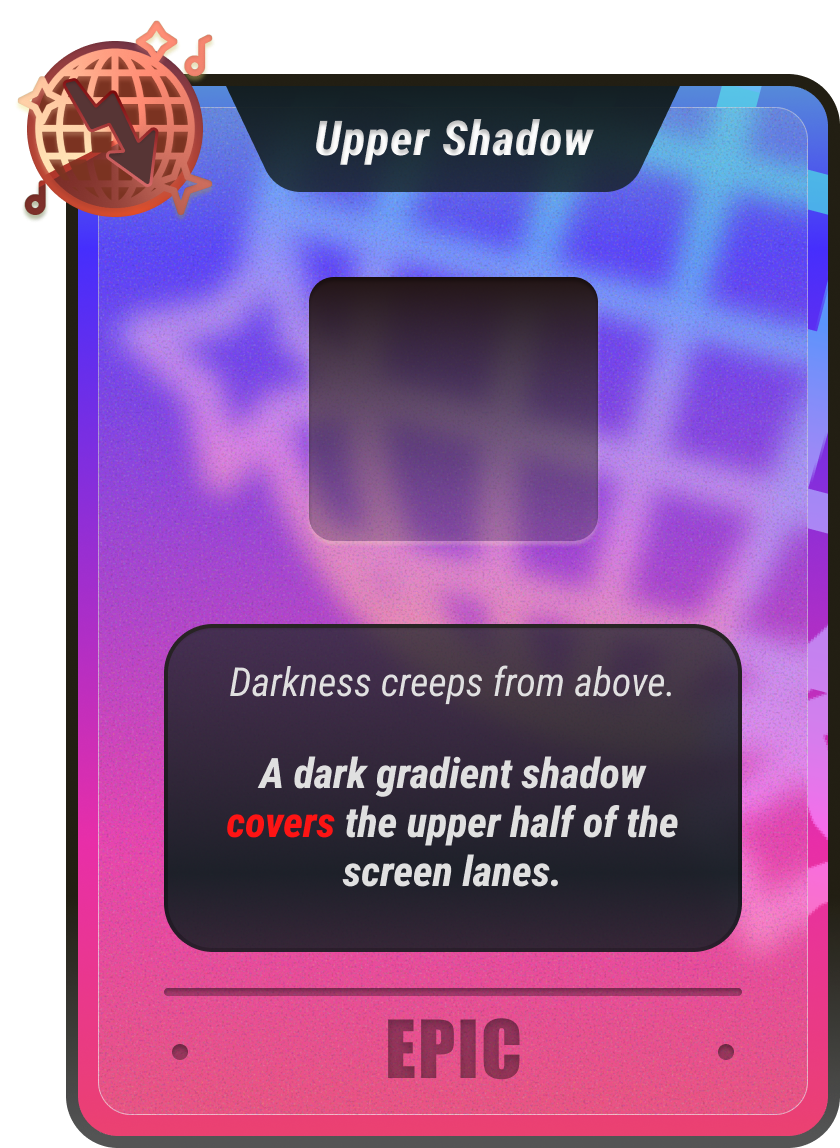 Upper Shadow
Darkness creeps from above.
A dark gradient shadow
covers the upper half of the
screen lanes.
EPIC